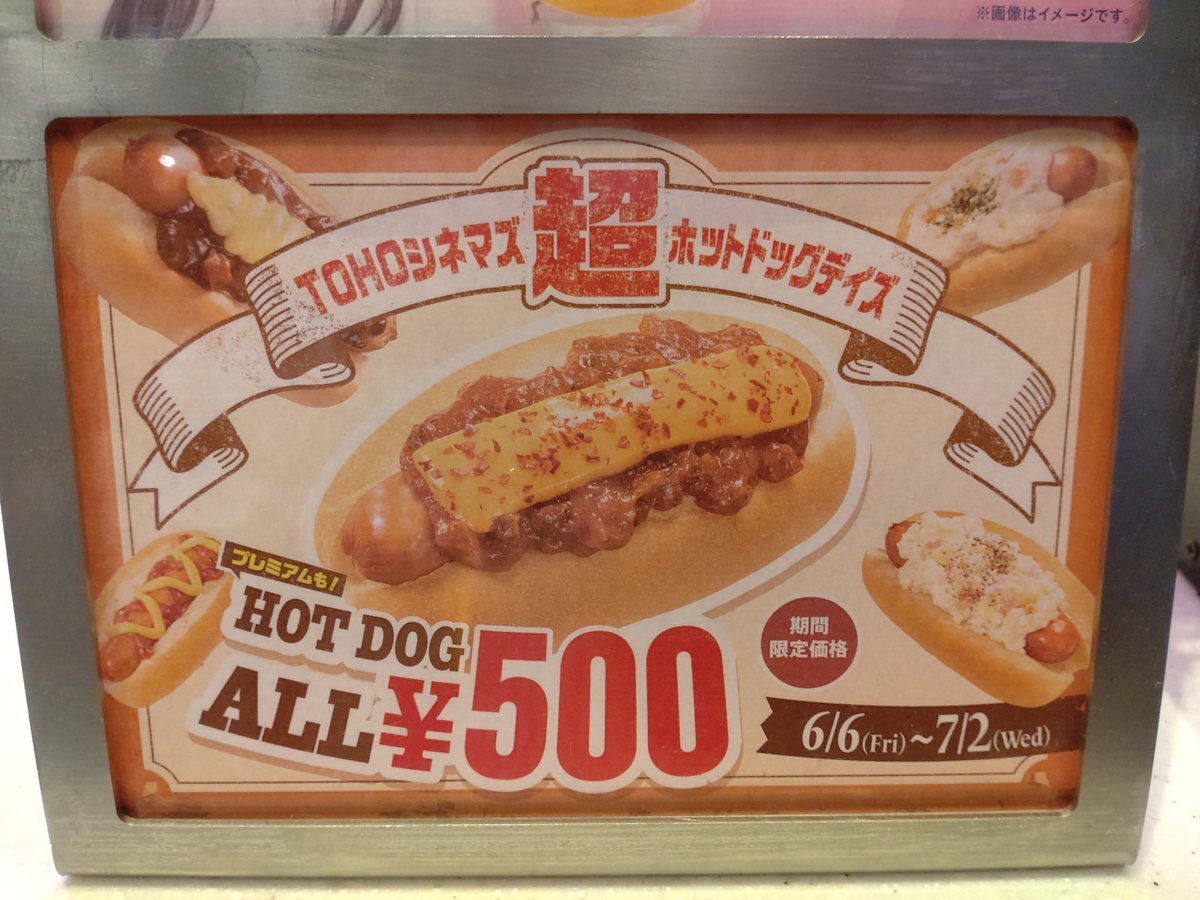 ※画像はイメージです。
TOHOシネマズ 超 ホットドッグデイズ
プレミアムも!
HOT DOG
ALL ¥500
期間
限定価格
6/6(Fri)~7/2(Wed)